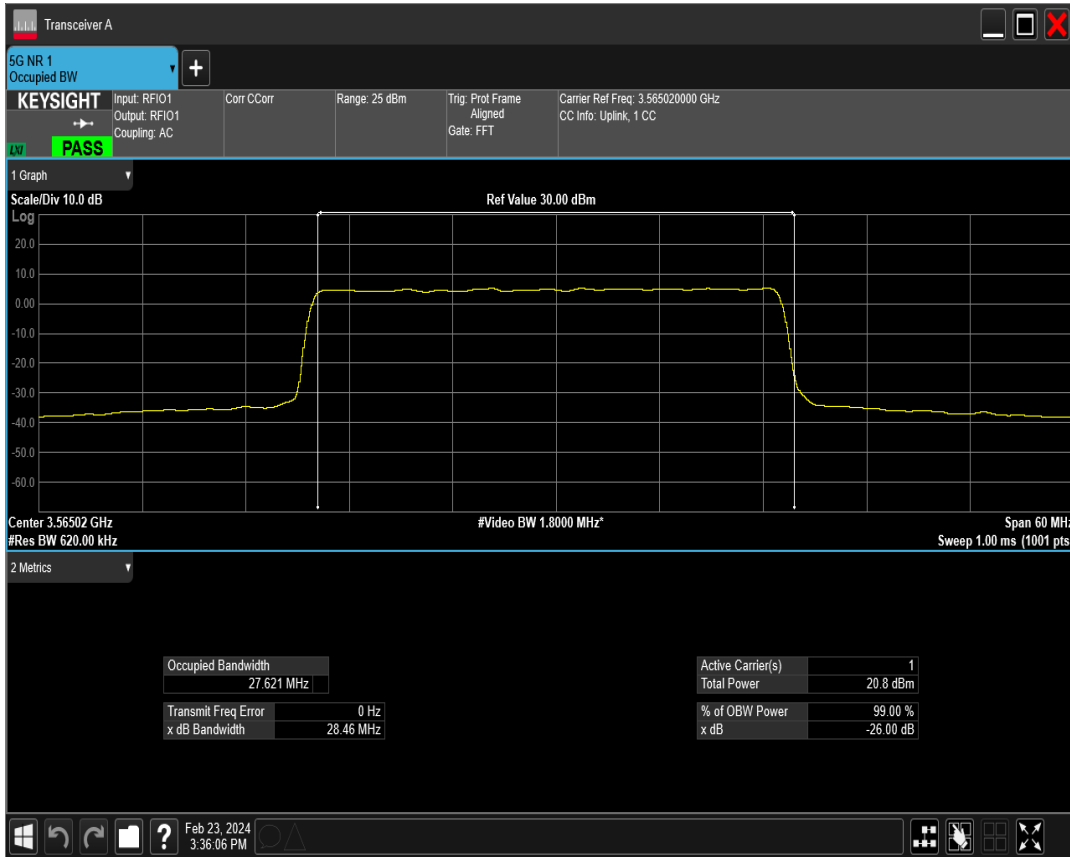 Transceiver A
5G NR 1
Occupied BW
KEYSIGHT
LXI
PASS
Input: RFIO1
Output: RFIO1
Coupling: AC
Corr CCorr
Range: 25 dBm
Trig: Prot Frame
Aligned
Gate: FFT
Carrier Ref Freq: 3.565020000 GHz
CC Info: Uplink, 1 CC
1 Graph
Scale/Div 10.0 dB
Ref Value 30.00 dBm
Log
20.0
10.0
0.00
-10.0
-20.0
-30.0
-40.0
-50.0
-60.0
Center 3.56502 GHz
#Video BW 1.8000 MHz*
Span 60 MHz
#Res BW 620.00 kHz
Sweep 1.00 ms (1001 pts
2 Metrics
Occupied Bandwidth
27.621 MHz
Transmit Freq Error 0 Hz
x dB Bandwidth 28.46 MHz
Active Carrier(s) 1
Total Power 20.8 dBm
% of OBW Power 99.00 %
x dB -26.00 dB
?
Feb 23, 2024
3:36:06 PM